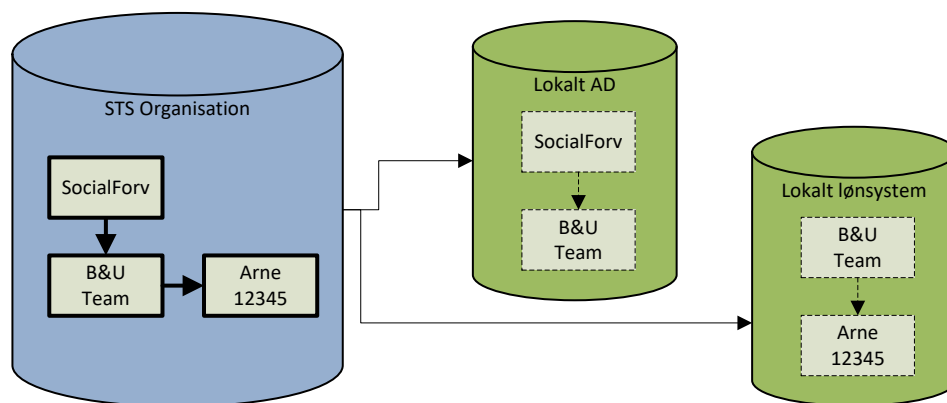 STS Organisation
SocialForv
B&U
Team
Arne
12345
Lokalt AD
SocialForv
B&U
Team
Lokalt lønsystem
B&U
Team
Arne
12345